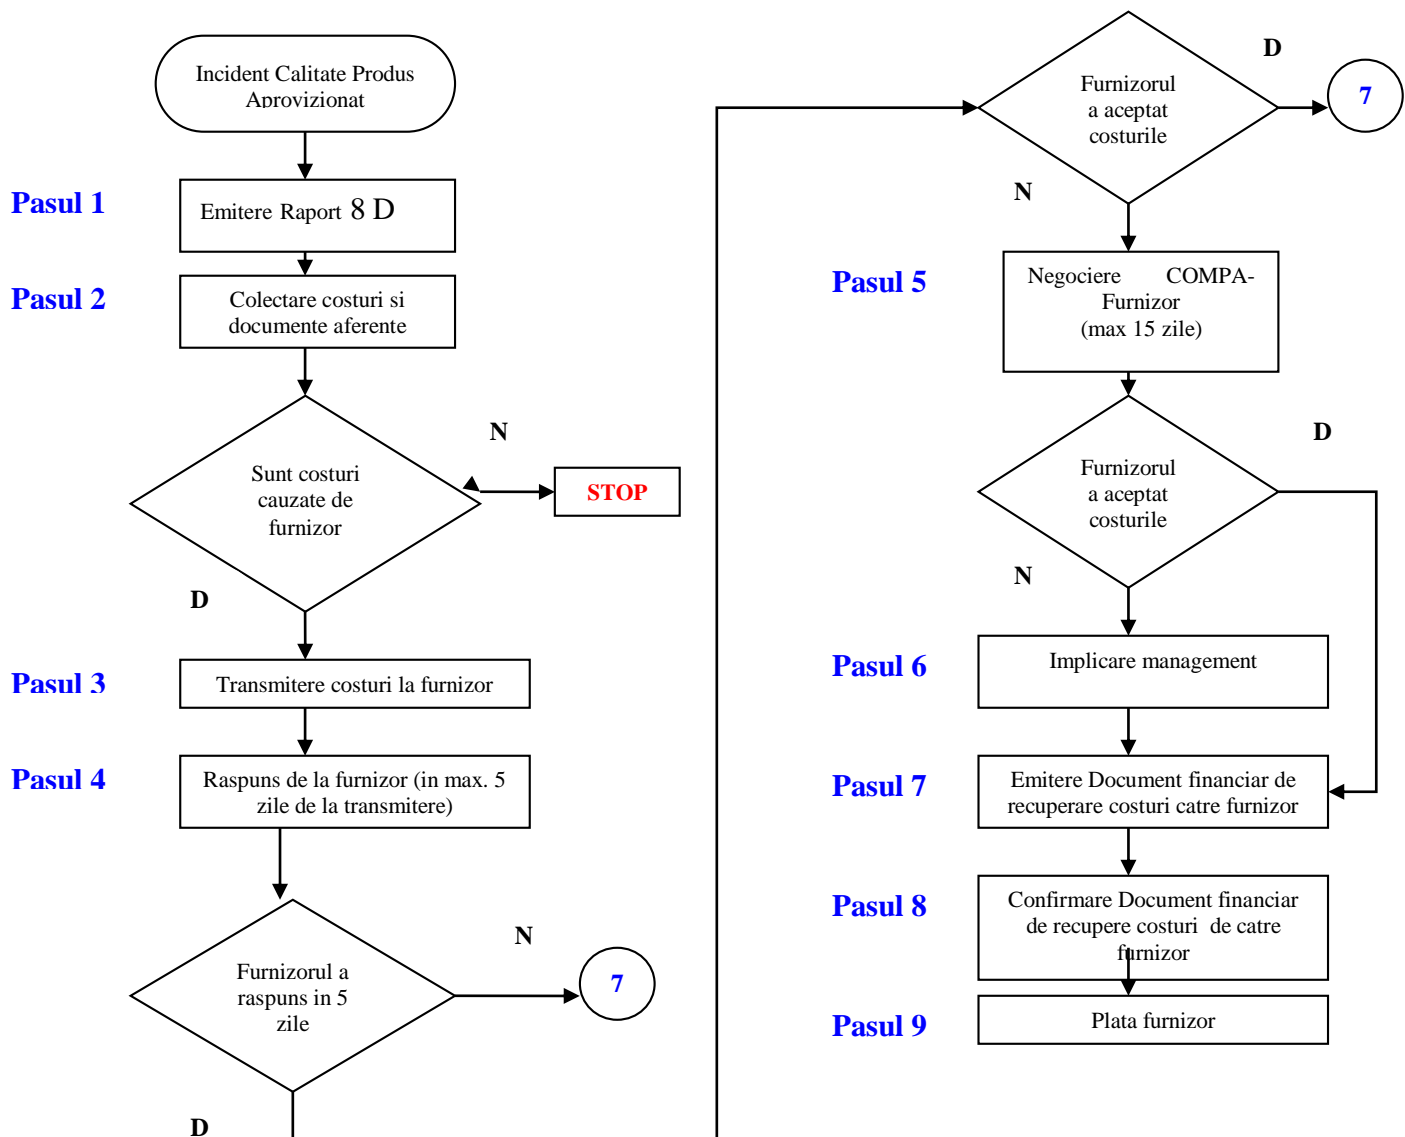 Incident Calitate Produs
Aprovizionat
Pasul 1
Emitere Raport 8 D
Pasul 2
Colectare costuri si
documente aferente
N
Sunt costuri
cauzate de
furnizor
STOP
D
Pasul 3
Transmitere costuri la furnizor
Pasul 4
Raspuns de la furnizor (in max. 5
zile de la transmitere)
N
Furnizorul a
raspuns in 5
zile
7
D
D
Furnizorul
a aceptat
costurile
7
N
Pasul 5
Negociere COMPA-
Furnizor
(max 15 zile)
D
Furnizorul
a aceptat
costurile
N
Pasul 6
Implicare management
Pasul 7
Emitere Document financiar de
recuperare costuri catre furnizor
Pasul 8
Confirmare Document financiar
de recupere costuri de catre
furnizor
Pasul 9
Plata furnizor